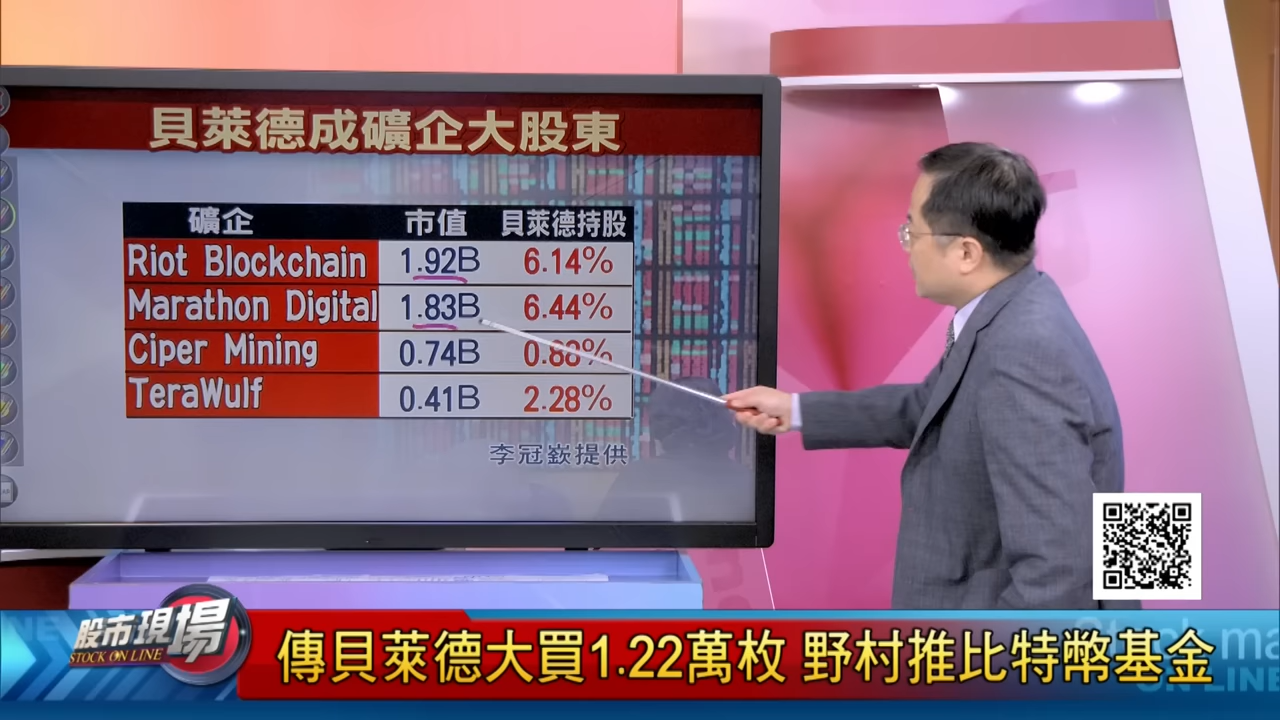 貝萊德成礦企大股東
礦企 市值 貝萊德持股
Riot Blockchain 1.92B 6.14%
Marathon Digital 1.83B 6.44%
Ciper Mining 0.74B 0.88%
TeraWulf 0.41B 2.28%
李冠嶔提供
股市現場
STOCK ON LINE
傳貝萊德大買1.22萬枚 野村推比特幣基金